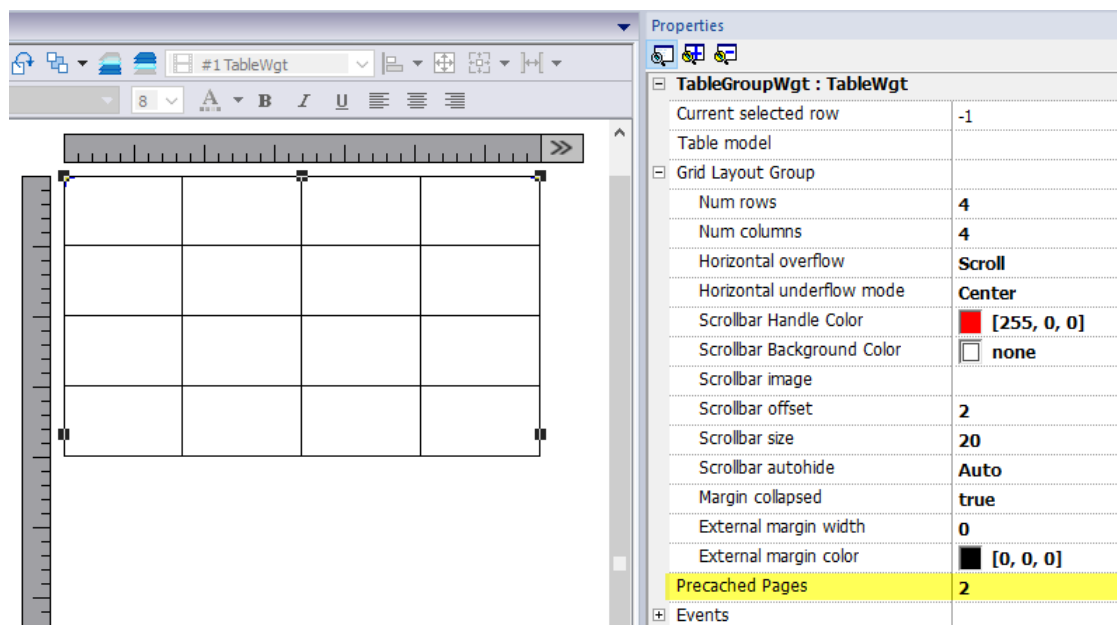 Properties
#1 TableWgt
8 A B I U
TableGroupWgt : TableWgt
Current selected row -1
Table model
Grid Layout Group
Num rows 4
Num columns 4
Horizontal overflow Scroll
Horizontal underflow mode Center
Scrollbar Handle Color [255, 0, 0]
Scrollbar Background Color none
Scrollbar image
Scrollbar offset 2
Scrollbar size 20
Scrollbar autohide Auto
Margin collapsed true
External margin width 0
External margin color [0, 0, 0]
Precached Pages 2
Events